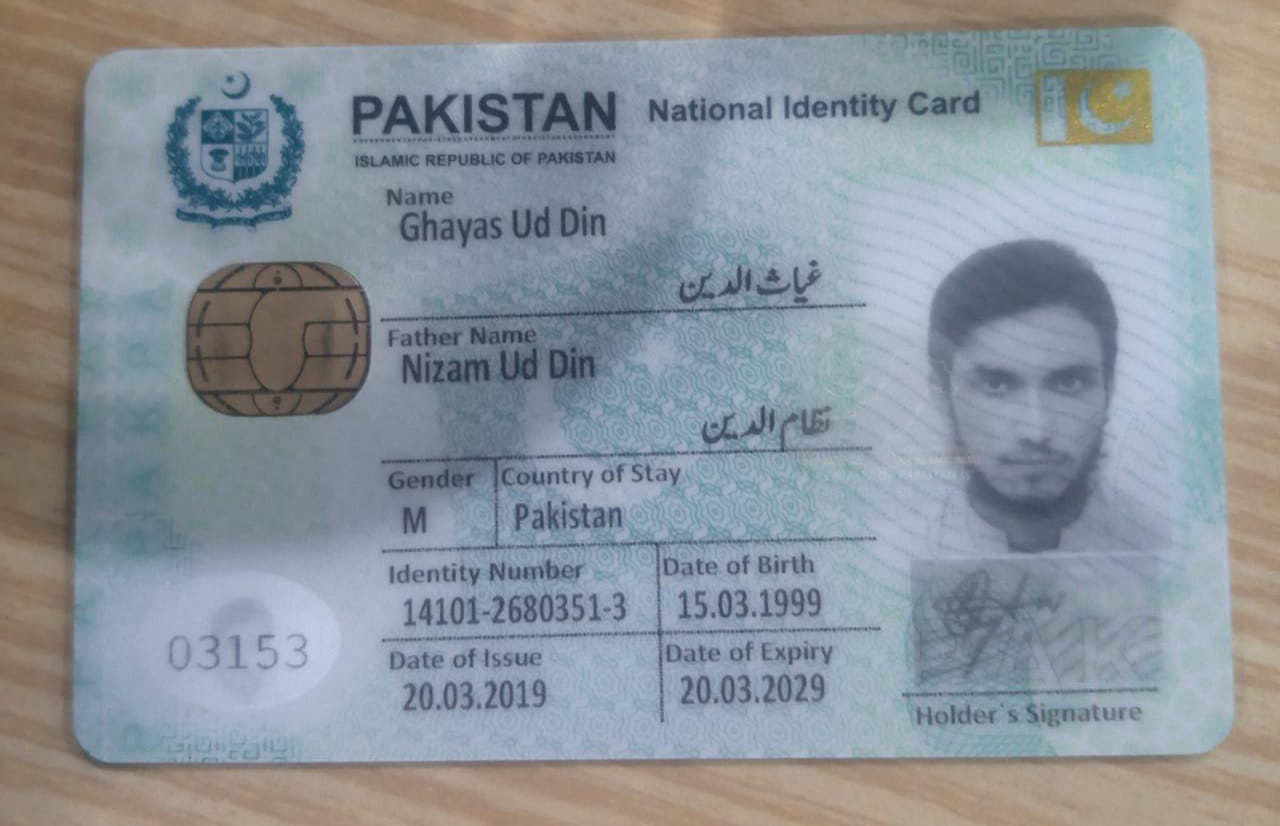 PAKISTAN National Identity Card
ISLAMIC REPUBLIC OF PAKISTAN
Name
Ghayas Ud Din
غیاث الدین
Father Name
Nizam Ud Din
نظام الدین
Gender Country of Stay
M Pakistan
Identity Number Date of Birth
14101-2680351-3 15.03.1999
Date of Issue Date of Expiry
20.03.2019 20.03.2029
03153
Holder's Signature